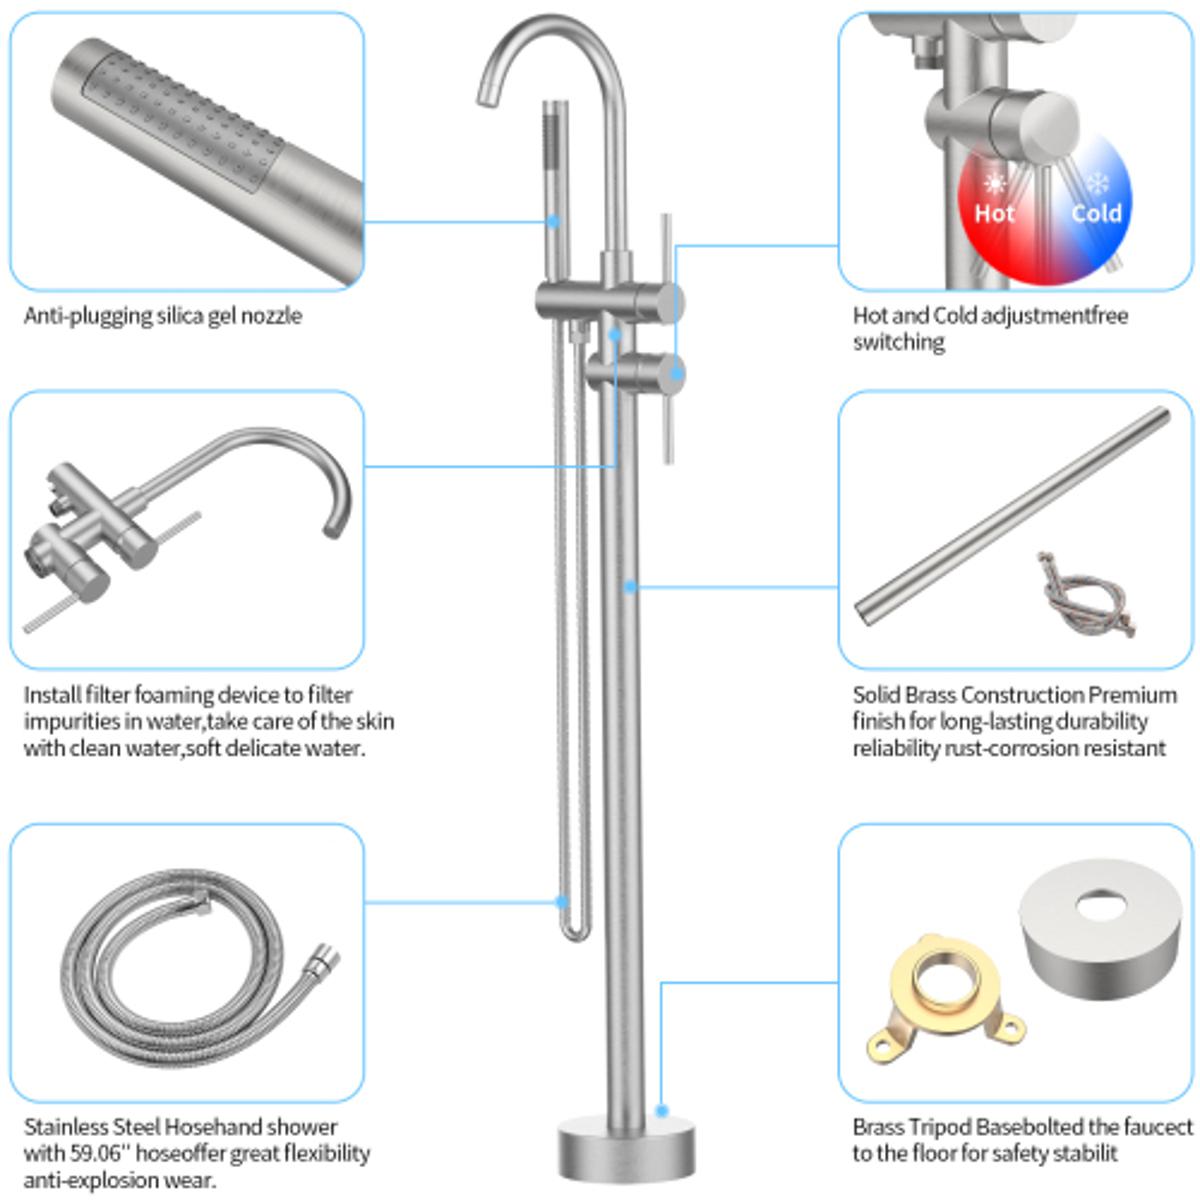 Hot
Cold
Anti-plugging silica gel nozzle
Hot and Cold adjustmentfree
switching
Install filter foaming device to filter
impurities in water,take care of the skin
with clean water,soft delicate water.
Solid Brass Construction Premium
finish for long-lasting durability
reliability rust-corrosion resistant
Stainless Steel Hosehand shower
with 59.06'' hoseoffer great flexibility
anti-explosion wear.
Brass Tripod Basebolted the faucect
to the floor for safety stabilit